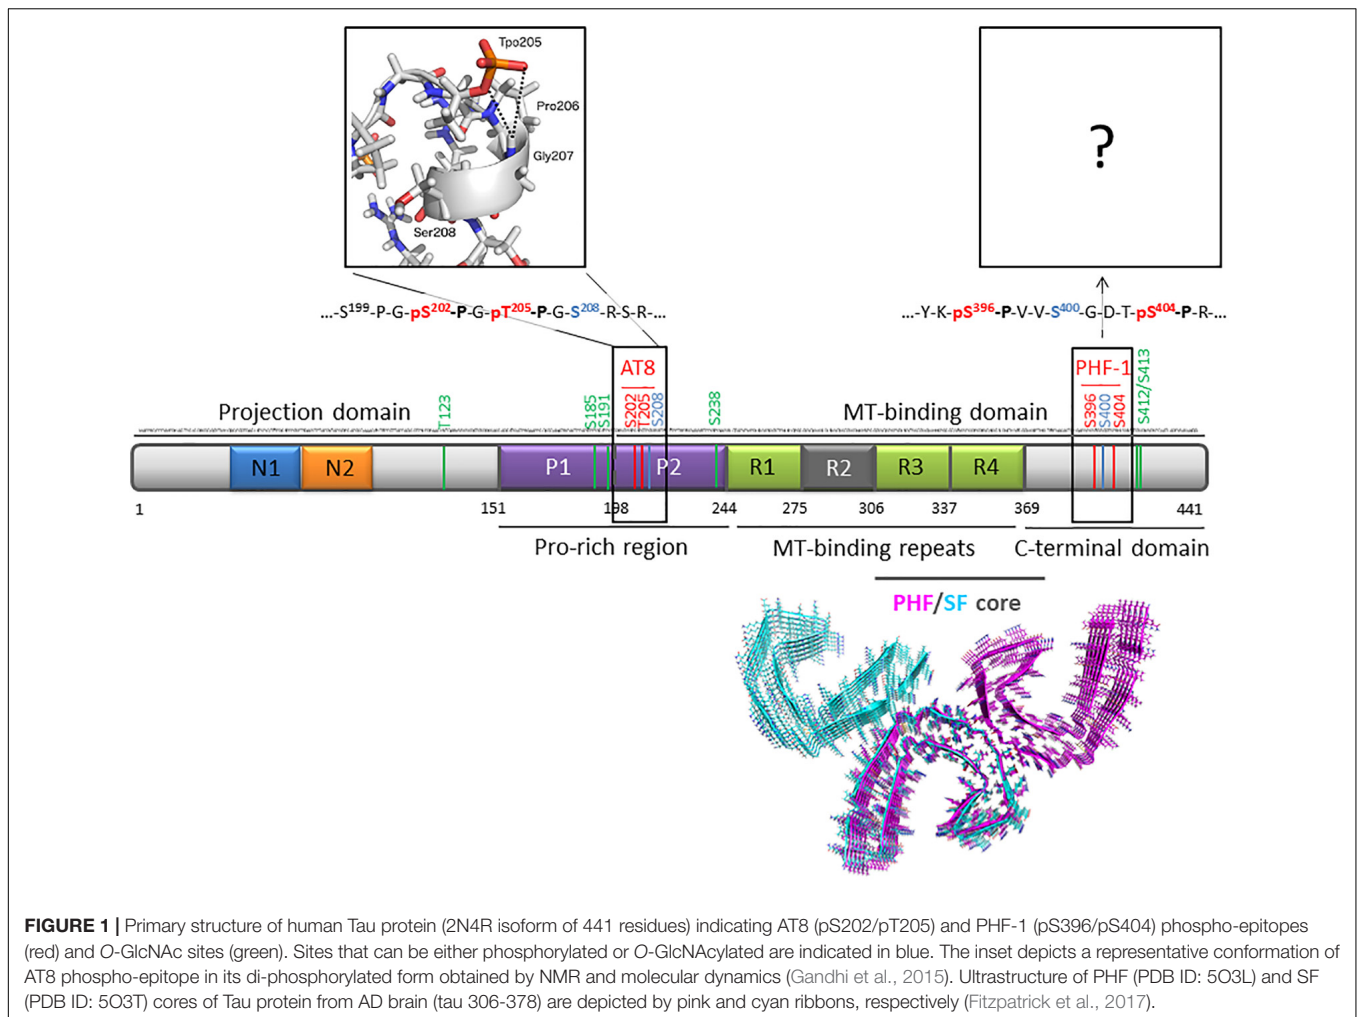 Tpo205
Pro206
Gly207
Ser208
?
...-S199-P-G-pS202-P-G-pT205-P-G-S208-R-S-R-...
...-Y-K-pS396-P-V-V-S400-G-D-T-pS404-P-R-...
AT8
PHF-1
Projection domain
MT-binding domain
T123
S185
S191
S202
T205
S208
S238
S396
S400
S404
S412/S413
N1
N2
P1
P2
R1
R2
R3
R4
1
151
198
244
275
306
337
369
441
Pro-rich region
MT-binding repeats
C-terminal domain
PHF/SF core
FIGURE 1 | Primary structure of human Tau protein (2N4R isoform of 441 residues) indicating AT8 (pS202/pT205) and PHF-1 (pS396/pS404) phospho-epitopes
(red) and O-GlcNAc sites (green). Sites that can be either phosphorylated or O-GlcNAcylated are indicated in blue. The inset depicts a representative conformation of
AT8 phospho-epitope in its di-phosphorylated form obtained by NMR and molecular dynamics (Gandhi et al., 2015). Ultrastructure of PHF (PDB ID: 5O3L) and SF
(PDB ID: 5O3T) cores of Tau protein from AD brain (tau 306-378) are depicted by pink and cyan ribbons, respectively (Fitzpatrick et al., 2017).